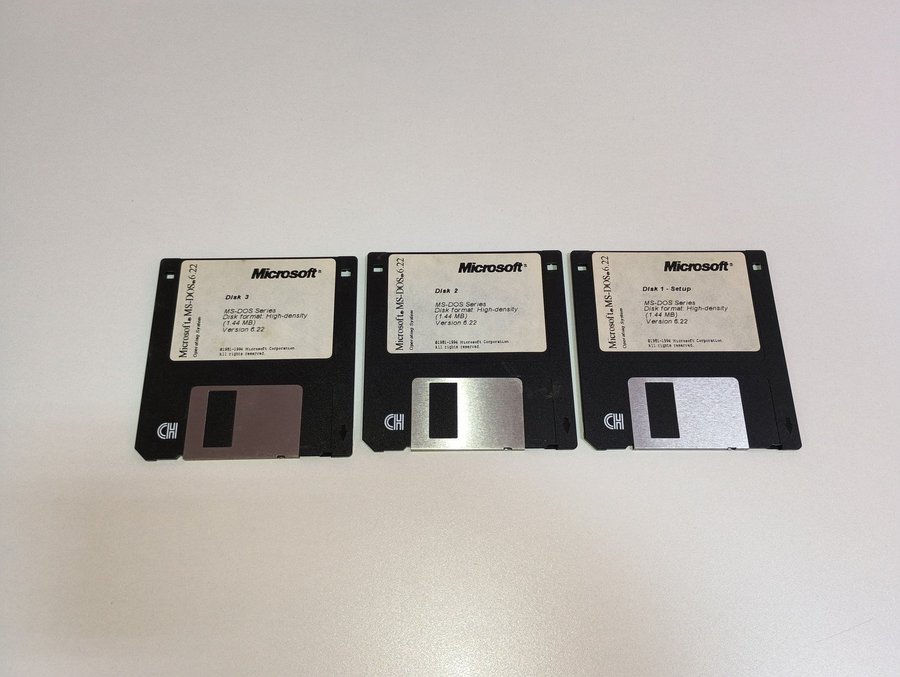 Microsoft® MS-DOS® 6.22
Operating System
Microsoft®
Disk 3
MS-DOS Series
Disk format: High-density
(1.44 MB)
Version 6.22
©1981-1994 Microsoft Corporation
All rights reserved.
Microsoft® MS-DOS® 6.22
Operating System
Microsoft®
Disk 2
MS-DOS Series
Disk format: High-density
(1.44 MB)
Version 6.22
©1981-1994 Microsoft Corporation
All rights reserved.
Microsoft® MS-DOS® 6.22
Operating System
Microsoft®
Disk 1 - Setup
MS-DOS Series
Disk format: High-density
(1.44 MB)
Version 6.22
©1981-1994 Microsoft Corporation
All rights reserved.
CH
CH
CH